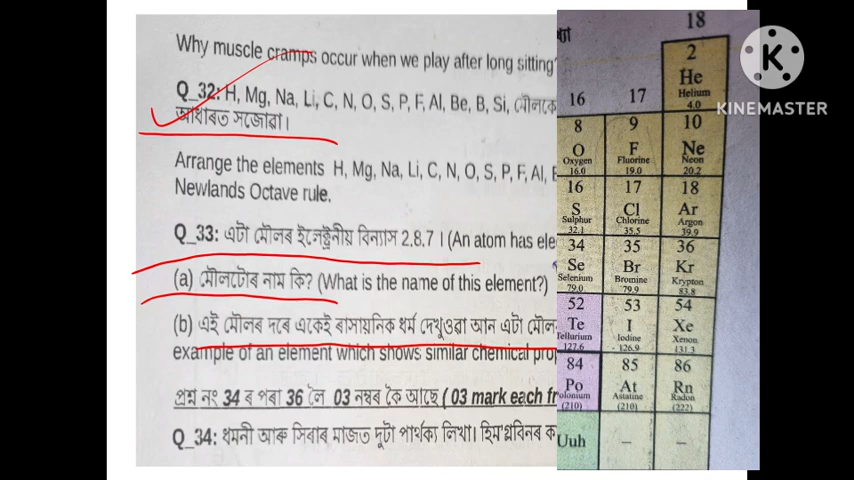 Why muscle cramps occur when we play after long sitting?
Q_32: H, Mg, Na, Li, C, N, O, S, P, F, Al, Be, B, Si, মৌলকে
আধাৰত সজোৱা।
Arrange the elements H, Mg, Na, Li, C, N, O, S, P, F, Al,
Newlands Octave rule.
Q_33: এটা মৌলৰ ইলেক্ট্ৰনীয় বিন্যাস 2.8.7 । (An atom has ele
(a) মৌলটোৰ নাম কি? (What is the name of this element?)
(b) এই মৌলৰ দৰে একেই ৰাসায়নিক ধৰ্ম দেখুওৱা আন এটা মৌল
example of an element which shows similar chemical pro
প্ৰশ্ন নং 34 ৰ পৰা 36 লৈ 03 নম্বৰ কৈ আছে ( 03 mark each fr
Q_34: ধমনী আৰু সিৰাৰ মাজত দুটা পাৰ্থক্য লিখা। হিম'গ্লবিনৰ ক
18
2
He
Helium
4.0
16 17
8 9 10
O F Ne
Oxygen Fluorine Neon
16.0 19.0 20.2
16 17 18
S Cl Ar
Sulphur Chlorine Argon
32.1 35.5 39.9
34 35 36
Se Br Kr
Selenium Bromine Krypton
79.0 79.9 83.8
52 53 54
Te I Xe
Tellurium Iodine Xenon
127.6 126.9 131.3
84 85 86
Po At Rn
olonium Astatine Radon
(210) (210) (222)
Uuh – –
KINEMASTER